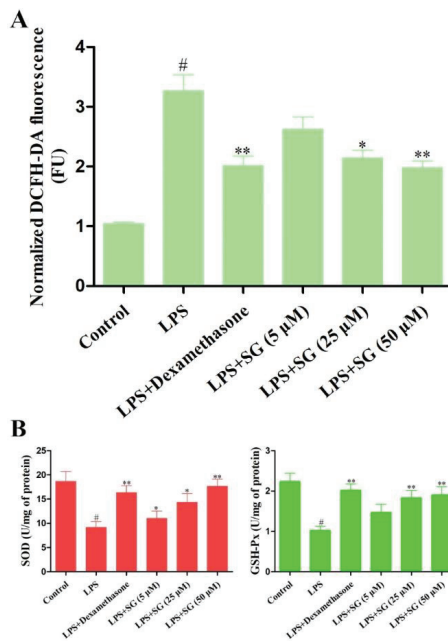 A
Normalized DCFH-DA fluorescence
(FU)
4
3
2
1
0
#
**
*
**
Control
LPS
LPS+Dexamethasone
LPS+SG (5 μM)
LPS+SG (25 μM)
LPS+SG (50 μM)
B
SOD (U/mg of protein)
25
20
15
10
5
0
#
**
*
*
**
Control
LPS
LPS+Dexamethasone
LPS+SG (5 μM)
LPS+SG (25 μM)
LPS+SG (50 μM)
GSH-Px (U/mg of protein)
3
2
1
0
#
**
**
**
Control
LPS
LPS+Dexamethasone
LPS+SG (5 μM)
LPS+SG (25 μM)
LPS+SG (50 μM)